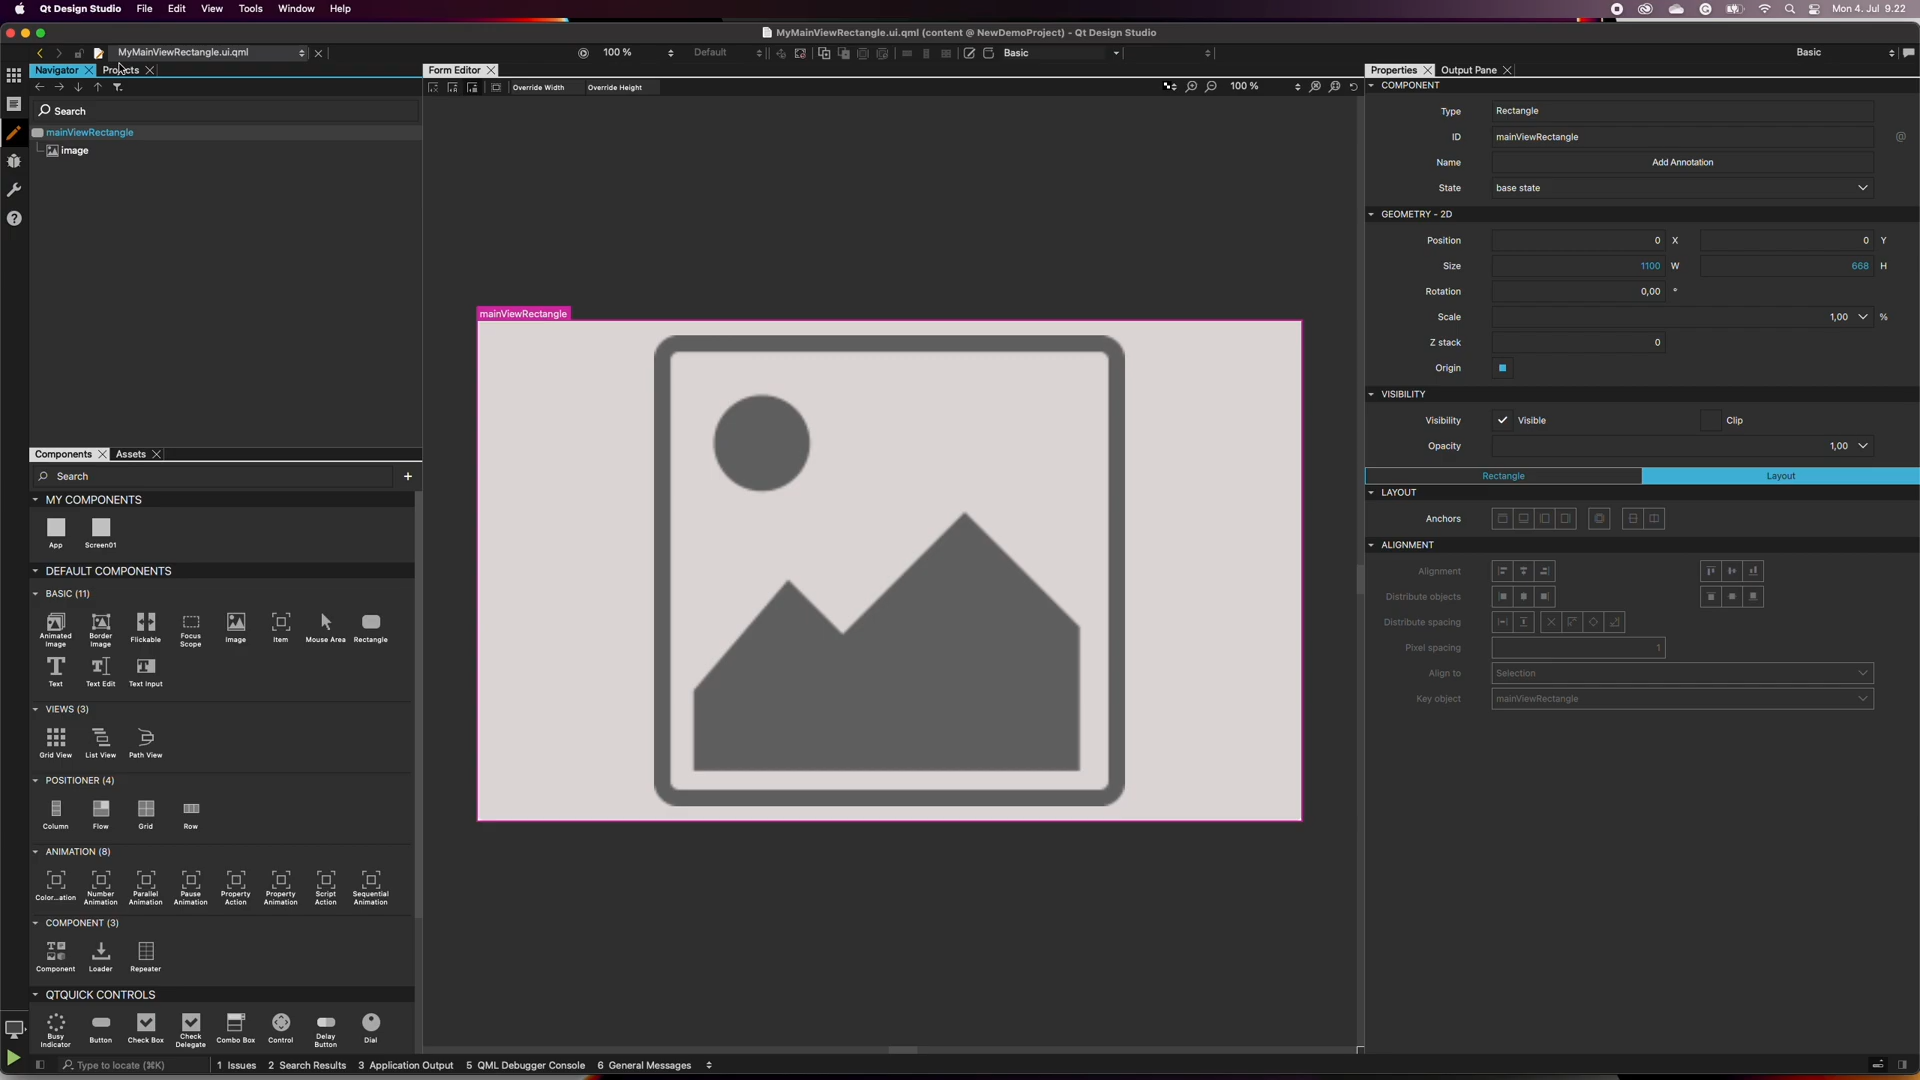 Qt Design Studio File Edit View Tools Window Help Mon 4. Jul 9.22
MyMainViewRectangle.ui.qml (content @ NewDemoProject) - Qt Design Studio
MyMainViewRectangle.ui.qml 100 % Default Basic Basic
Navigator Projects Form Editor Properties Output Pane
Override Width Override Height 100 %
Search
mainViewRectangle
image
mainViewRectangle
Components Assets
Search
MY COMPONENTS
App Screen01
DEFAULT COMPONENTS
BASIC (11)
Animated Image Border Image Flickable Focus Scope Image Item Mouse Area Rectangle
Text Text Edit Text Input
VIEWS (3)
Grid View List View Path View
POSITIONER (4)
Column Flow Grid Row
ANIMATION (8)
Color...ation Number Animation Parallel Animation Pause Animation Property Action Property Animation Script Action Sequential Animation
COMPONENT (3)
Component Loader Repeater
QTQUICK CONTROLS
Busy Indicator Button Check Box Check Delegate Combo Box Control Delay Button Dial
COMPONENT
Type Rectangle
ID mainViewRectangle @
Name Add Annotation
State base state
GEOMETRY - 2D
Position 0 X 0 Y
Size 1100 W 668 H
Rotation 0,00 °
Scale 1,00 %
Z stack 0
Origin
VISIBILITY
Visibility Visible Clip
Opacity 1,00
Rectangle Layout
LAYOUT
Anchors
ALIGNMENT
Alignment
Distribute objects
Distribute spacing
Pixel spacing 1
Align to Selection
Key object mainViewRectangle
Type to locate (⌘K) 1 Issues 2 Search Results 3 Application Output 5 QML Debugger Console 6 General Messages